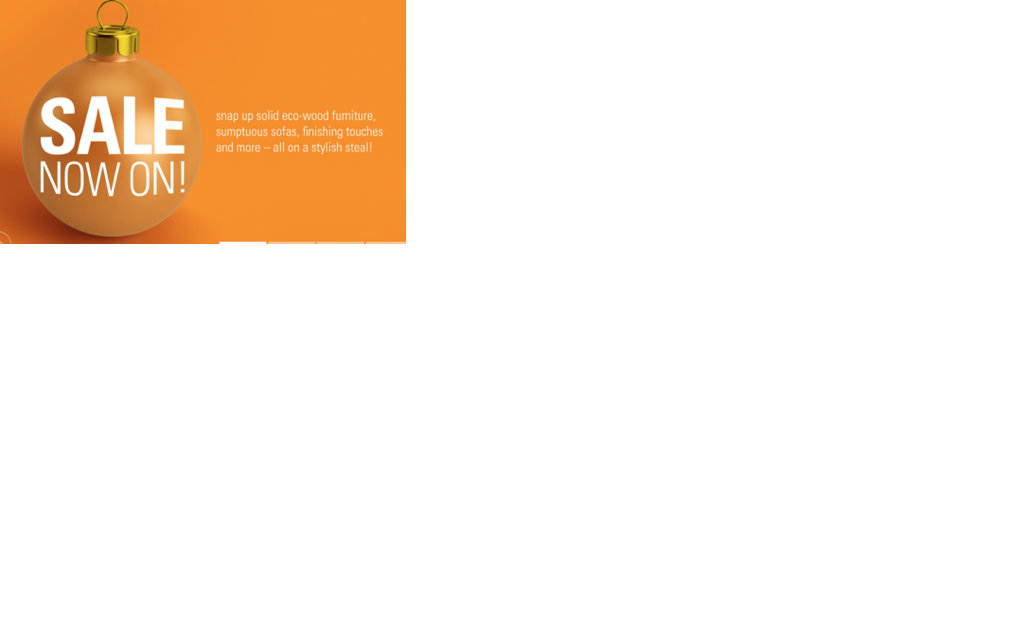 SALE
NOW ON!
snap up solid eco-wood furniture,
sumptuous sofas, finishing touches
and more – all on a stylish steal!